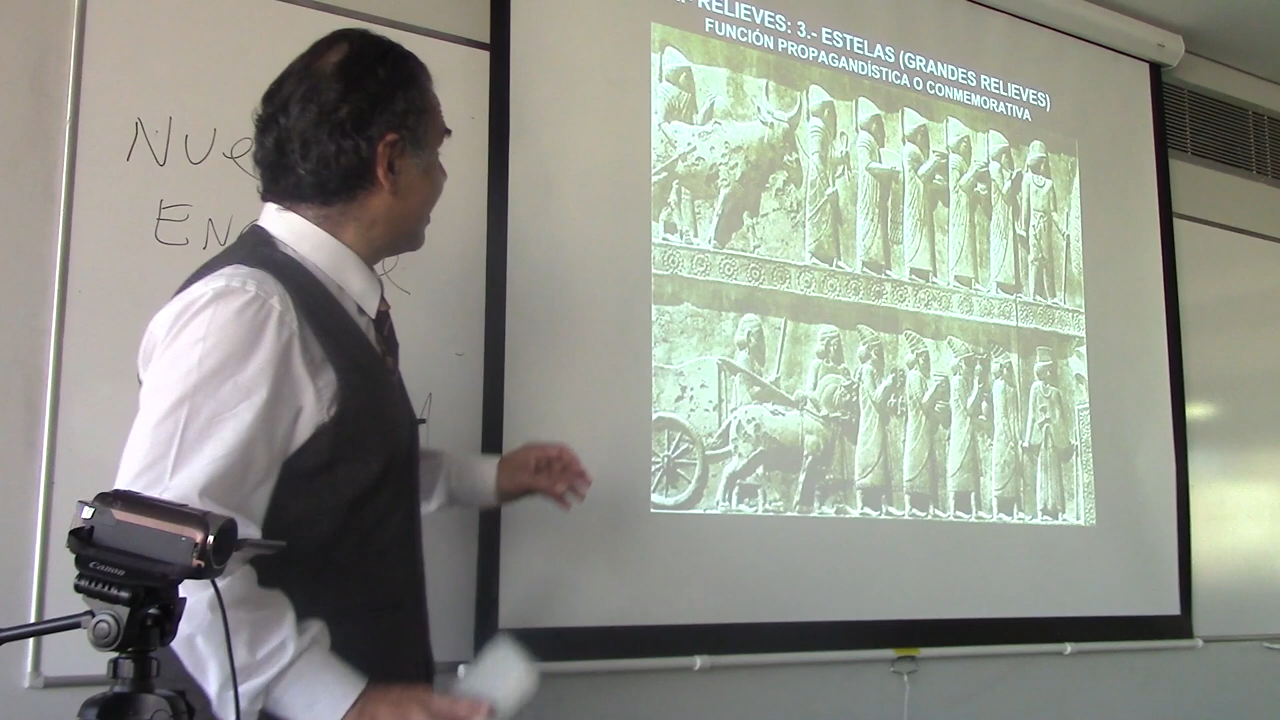 RELIEVES: 3.- ESTELAS (GRANDES RELIEVES)
FUNCIÓN PROPAGANDÍSTICA O CONMEMORATIVA
Canon